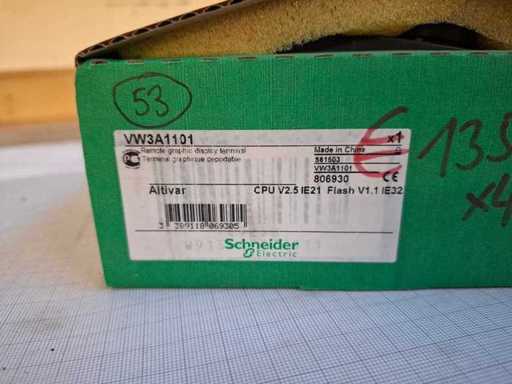 53
VW3A1101 x1
Remote graphic display terminal Made in China
Terminal graphique deportable 561503
VW3A1101
806930 CE
Altivar CPU V2.5 IE21 Flash V1.1 IE32
3 389118 069305
Schneider
Electric
€ 135
x4